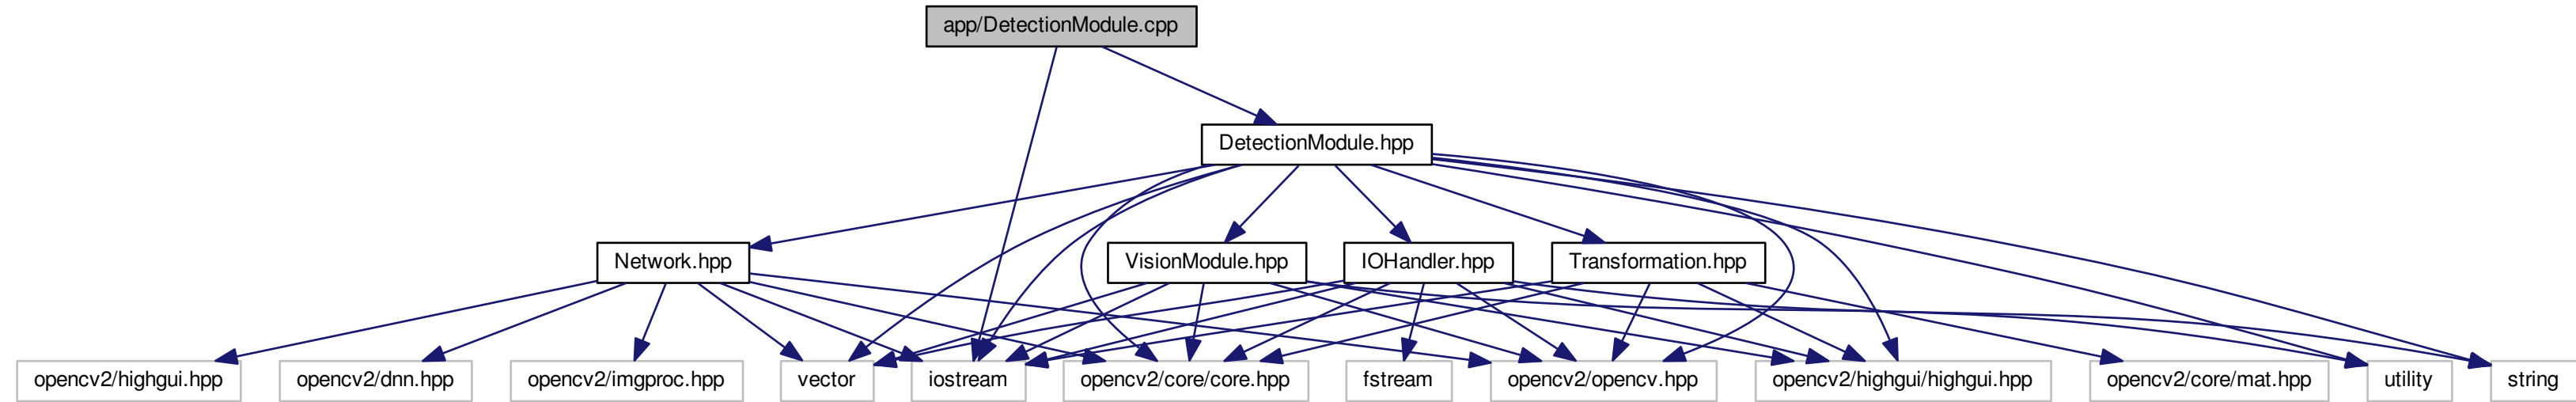 app/DetectionModule.cpp
DetectionModule.hpp
Network.hpp
VisionModule.hpp
IOHandler.hpp
Transformation.hpp
opencv2/highgui.hpp
opencv2/dnn.hpp
opencv2/imgproc.hpp
vector
iostream
opencv2/core/core.hpp
fstream
opencv2/opencv.hpp
opencv2/highgui/highgui.hpp
opencv2/core/mat.hpp
utility
string